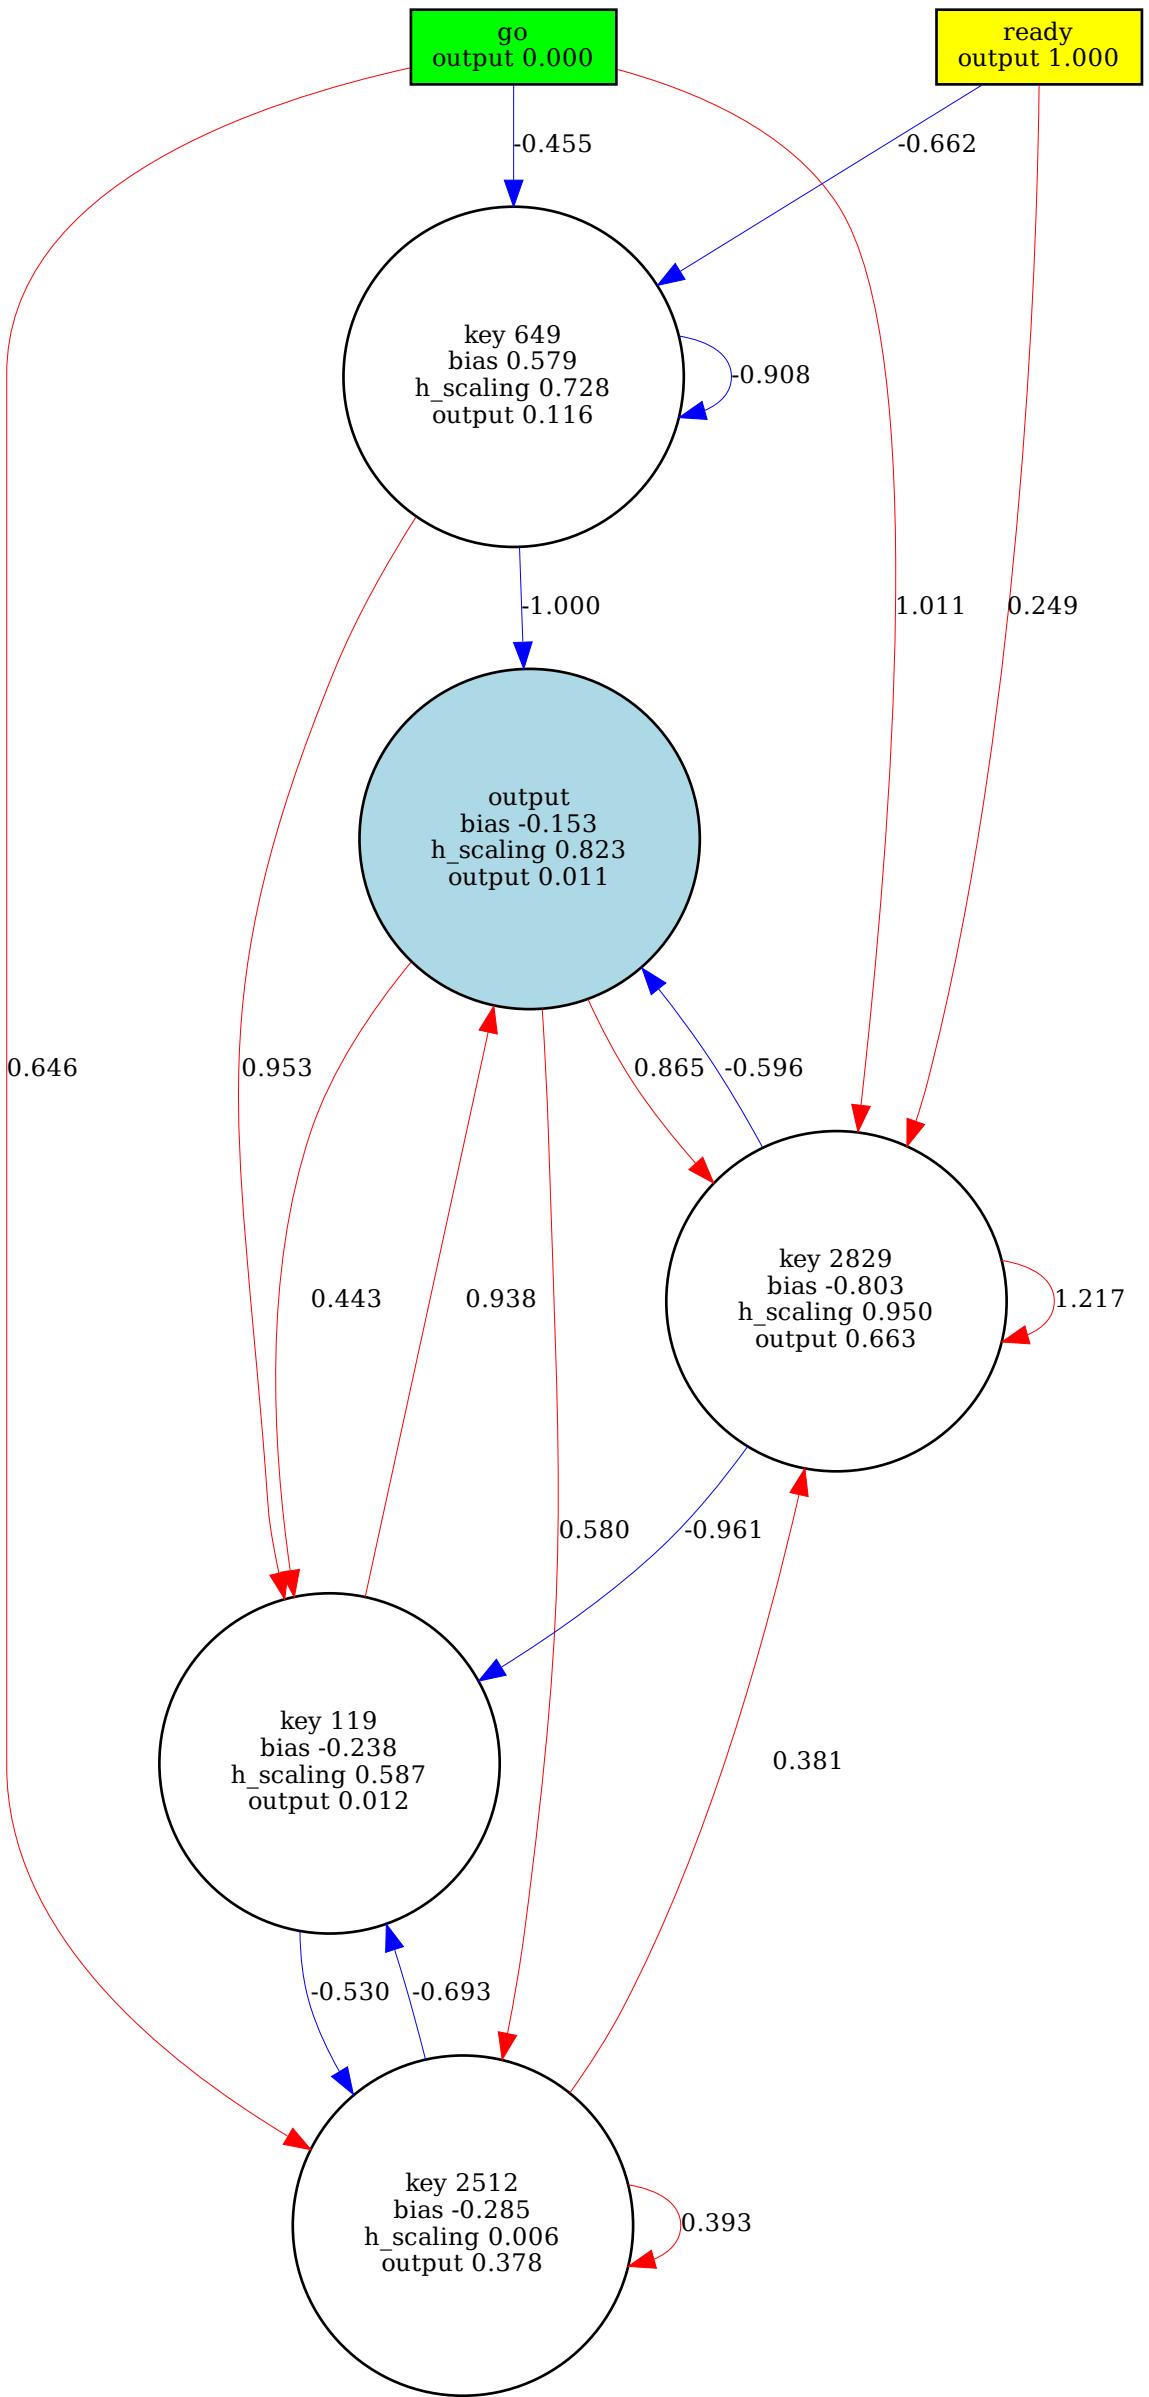 go
output 0.000
ready
output 1.000
-0.455
-0.662
key 649
bias 0.579
h_scaling 0.728
output 0.116
-0.908
-1.000
1.011
0.249
output
bias -0.153
h_scaling 0.823
output 0.011
0.646
0.953
0.865
-0.596
key 2829
bias -0.803
h_scaling 0.950
output 0.663
1.217
0.443
0.938
0.580
-0.961
key 119
bias -0.238
h_scaling 0.587
output 0.012
0.381
-0.530
-0.693
key 2512
bias -0.285
h_scaling 0.006
output 0.378
0.393